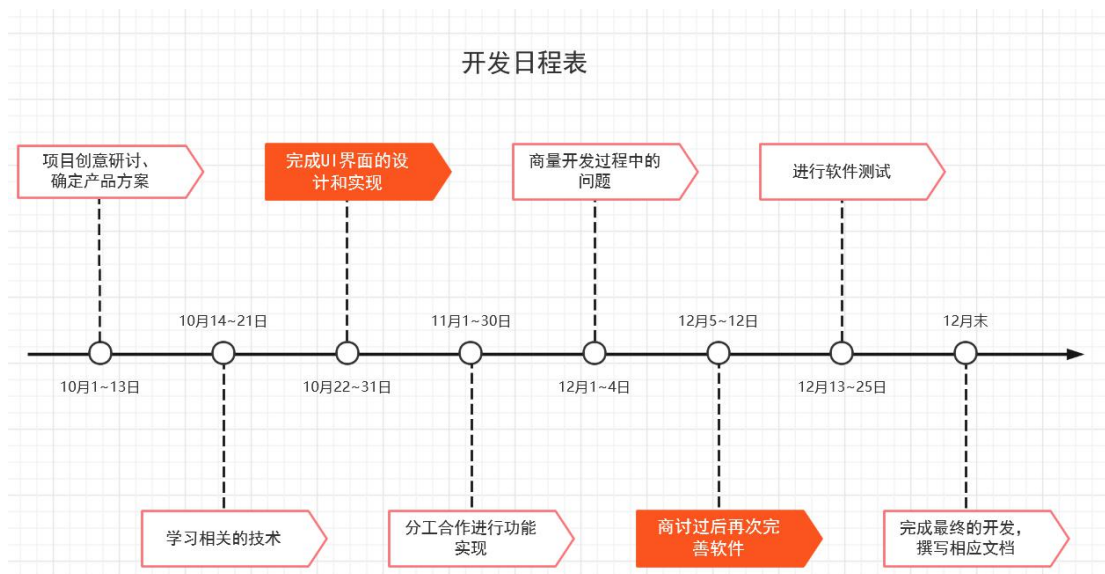 开发日程表
项目创意研讨、
确定产品方案
完成UI界面的设
计和实现
商量开发过程中的
问题
进行软件测试
10月14~21日
11月1~30日
12月5~12日
12月末
10月1~13日
10月22~31日
12月1~4日
12月13~25日
学习相关的技术
分工合作进行功能
实现
商讨过后再次完
善软件
完成最终的开发，
撰写相应文档